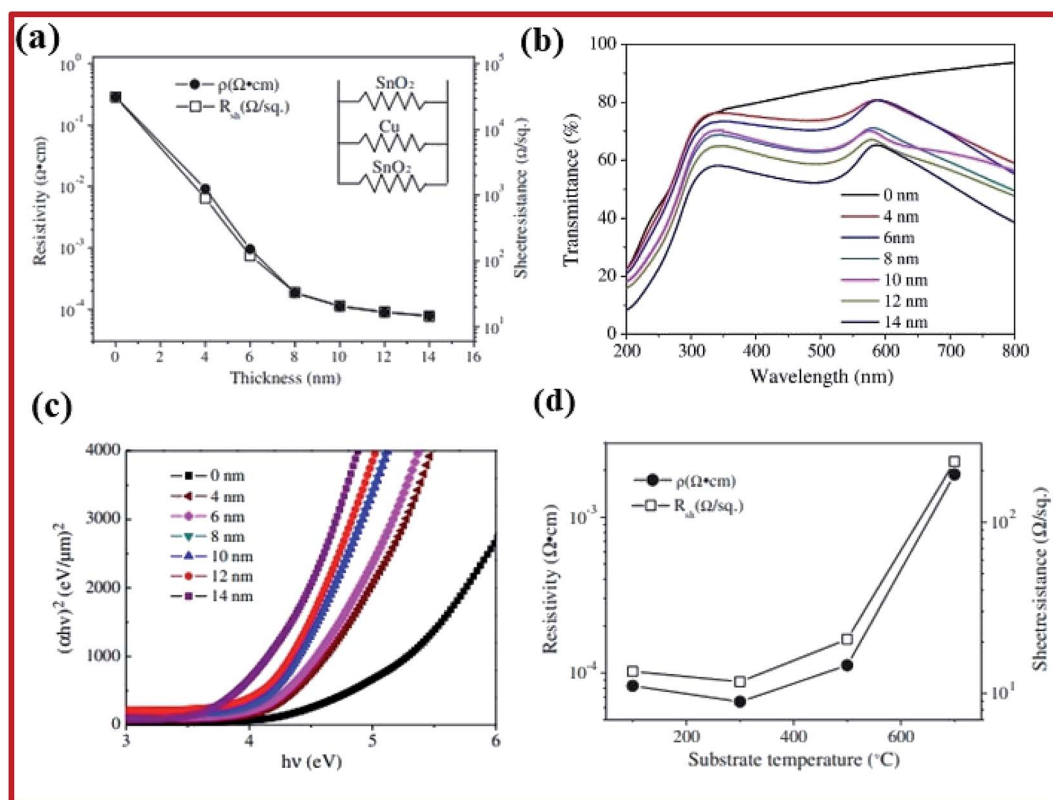 (a)
10⁰
10⁻¹
10⁻²
10⁻³
10⁻⁴
Resistivity (Ω•cm)
ρ(Ω•cm)
R_sh(Ω/sq.)
SnO₂
Cu
SnO₂
10⁵
10⁴
10³
10²
10¹
Sheetresistance (Ω/sq.)
0 2 4 6 8 10 12 14 16
Thickness (nm)
(b)
100
80
60
40
20
0
Transmittance (%)
0 nm
4 nm
6nm
8 nm
10 nm
12 nm
14 nm
200 300 400 500 600 700 800
Wavelength (nm)
(c)
4000
3000
2000
1000
0
(αhν)² (eV/μm)²
0 nm
4 nm
6 nm
8 nm
10 nm
12 nm
14 nm
3 4 5 6
hν (eV)
(d)
10⁻³
10⁻⁴
Resistivity (Ω•cm)
ρ(Ω•cm)
R_sh(Ω/sq.)
10²
10¹
Sheetresistance (Ω/sq.)
200 400 600
Substrate temperature (°C)